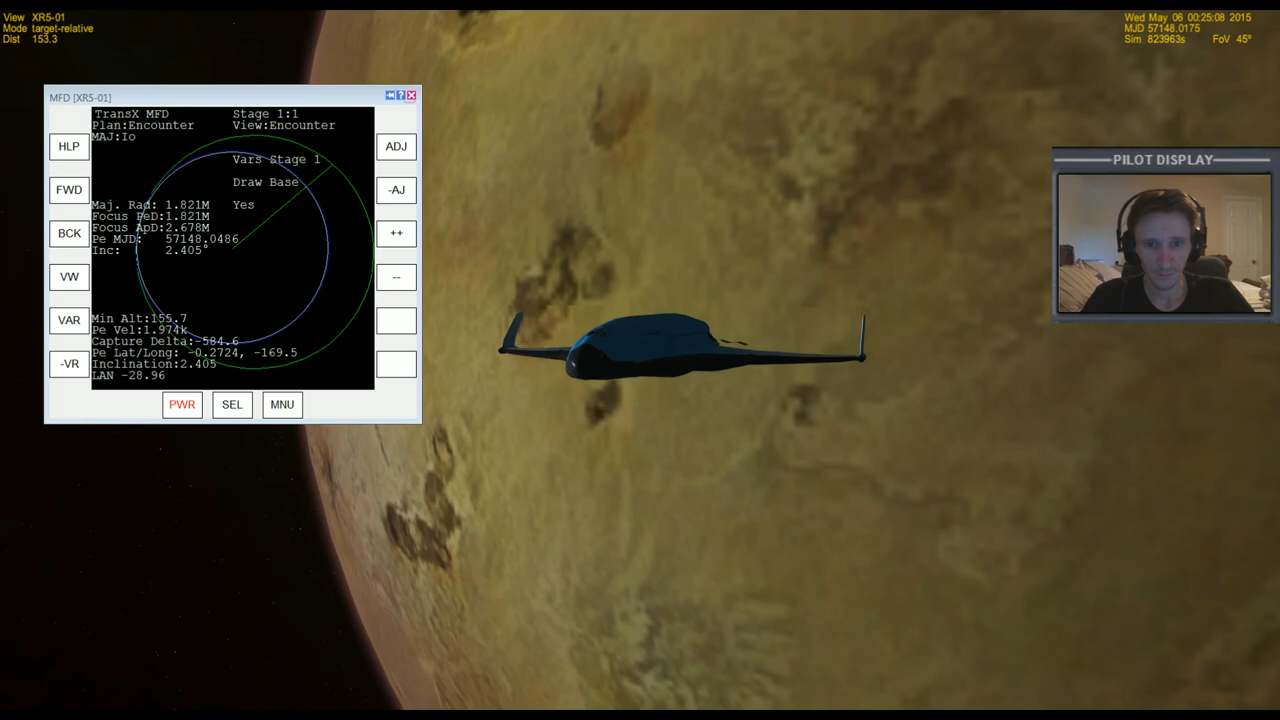 View XR5-01
Mode target-relative
Dist 153.3
Wed May 06 00:25:08 2015
MJD 57148.0175
Sim 823963s FoV 45º
MFD [XR5-01]
TransX MFD Stage 1:1
Plan:Encounter View:Encounter
MAJ:Io
Vars Stage 1
Draw Base
Maj. Rad: 1.821M Yes
Focus PeD:1.821M
Focus ApD:2.678M
Pe MJD: 57148.0486
Inc: 2.405°
Min Alt:155.7
Pe Vel:1.974k
Capture Delta:-584.6
Pe Lat/Long: -0.2724, -169.5
Inclination:2.405
LAN -28.96
HLP
FWD
BCK
VW
VAR
-VR
ADJ
-AJ
++
--
PWR SEL MNU
PILOT DISPLAY